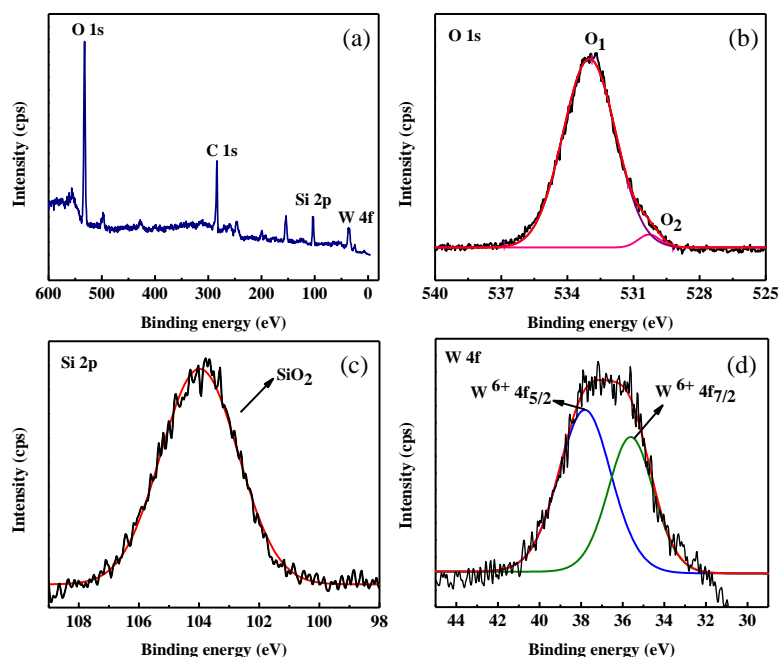 (a)
O 1s
C 1s
Si 2p
W 4f
Intensity (cps)
600 500 400 300 200 100 0
Binding energy (eV)
(b)
O 1s
O1
O2
Intensity (cps)
540 537 533 531 528 525
Binding energy (eV)
(c)
Si 2p
SiO2
Intensity (cps)
108 106 104 102 100 98
Binding energy (eV)
(d)
W 4f
W 6+ 4f5/2
W 6+ 4f7/2
Intensity (cps)
44 42 40 38 36 34 32 30
Binding energy (eV)